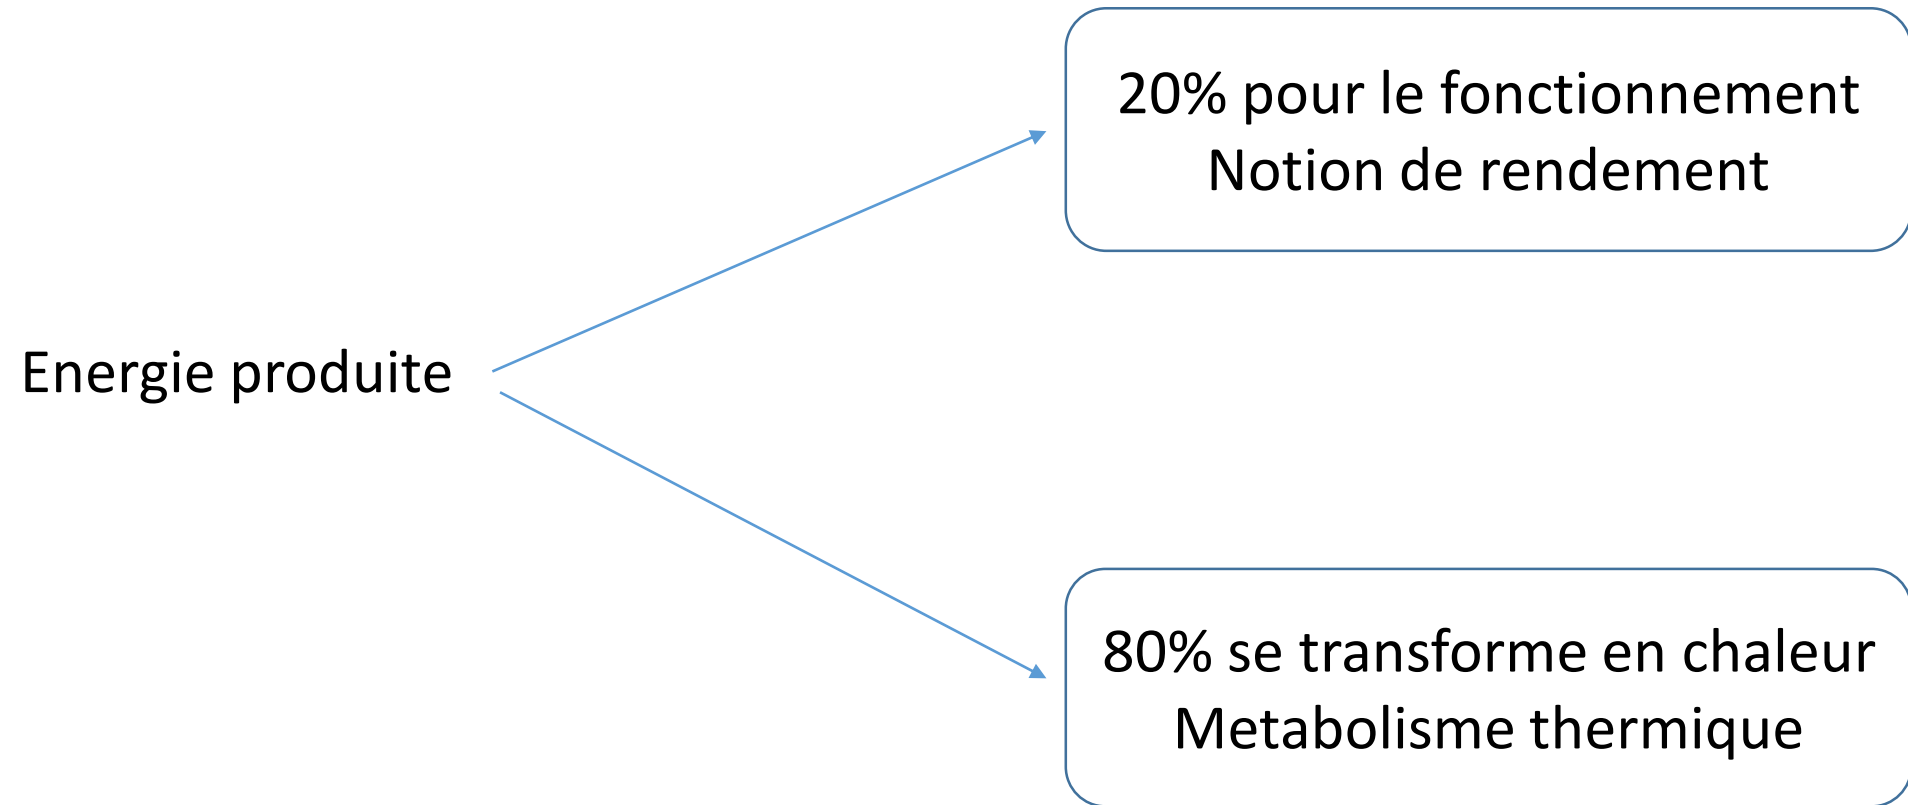 20% pour le fonctionnement
Notion de rendement
Energie produite
80% se transforme en chaleur
Metabolisme thermique